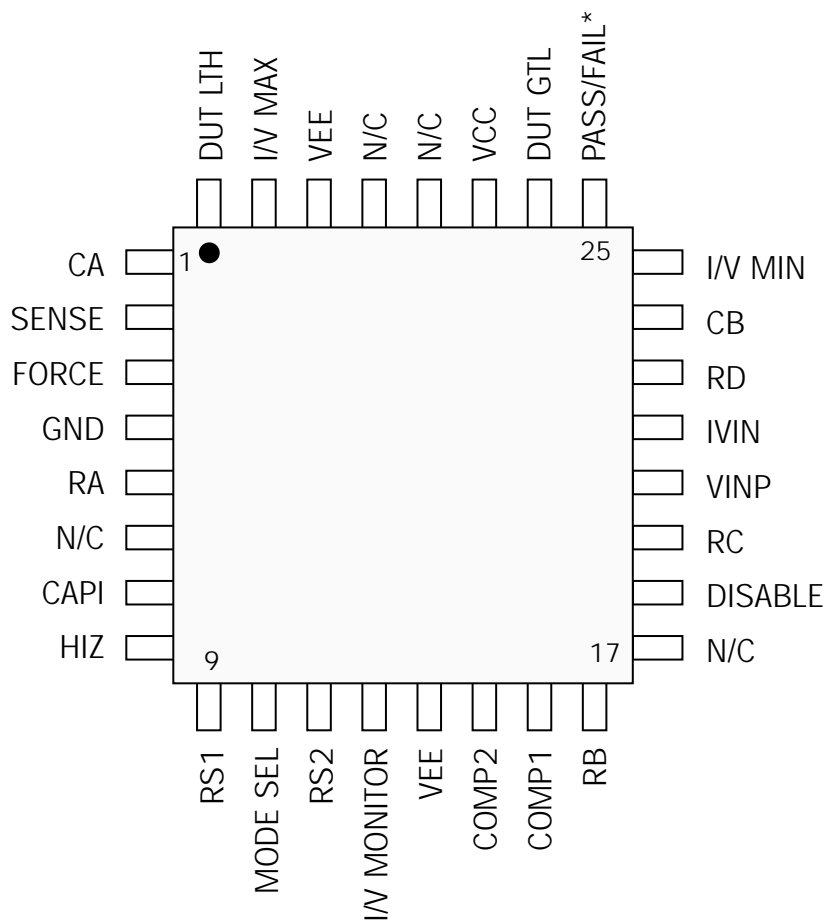 DUT LTH
I/V MAX
VEE
N/C
N/C
VCC
DUT GTL
PASS/FAIL*
CA
SENSE
FORCE
GND
RA
N/C
CAPI
HIZ
1
25
9
17
I/V MIN
CB
RD
IVIN
VINP
RC
DISABLE
N/C
RS1
MODE SEL
RS2
I/V MONITOR
VEE
COMP2
COMP1
RB